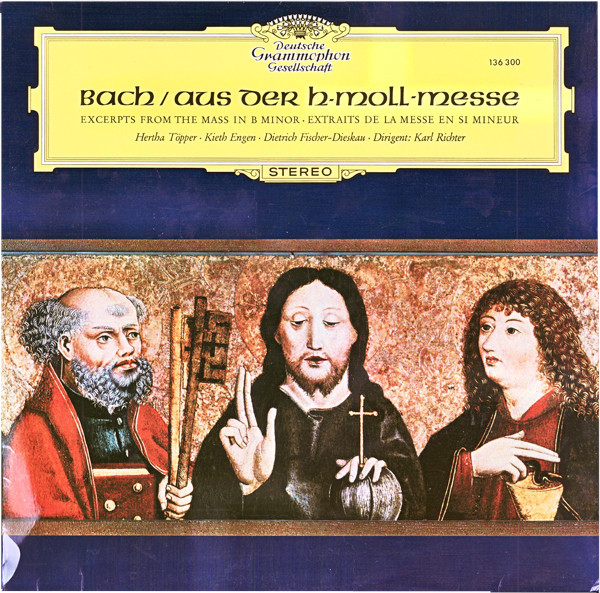 Deutsche
Grammophon
Gesellschaft
136 300
Bach / aus der h-moll-messe
EXCERPTS FROM THE MASS IN B MINOR · EXTRAITS DE LA MESSE EN SI MINEUR
Hertha Töpper · Kieth Engen · Dietrich Fischer-Dieskau · Dirigent: Karl Richter
STEREO